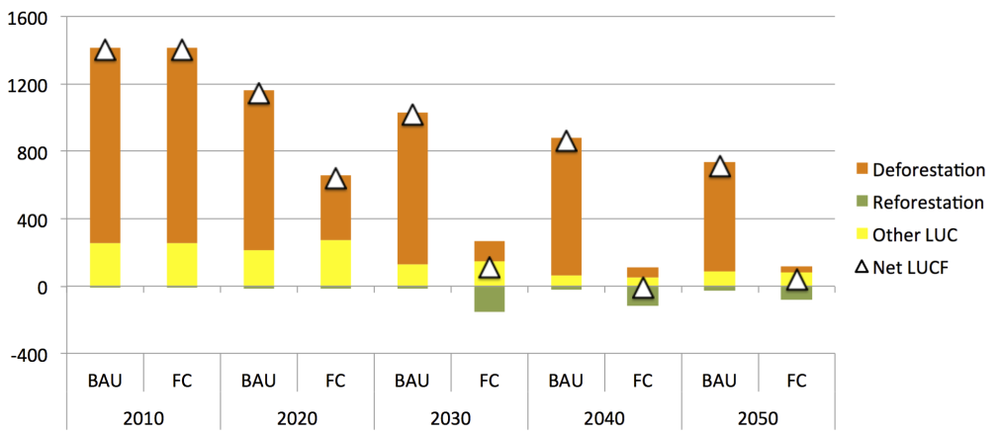 1600
1200
800
400
0
-400
BAU FC BAU FC BAU FC BAU FC BAU FC
2010 2020 2030 2040 2050
Deforestation
Reforestation
Other LUC
Net LUCF